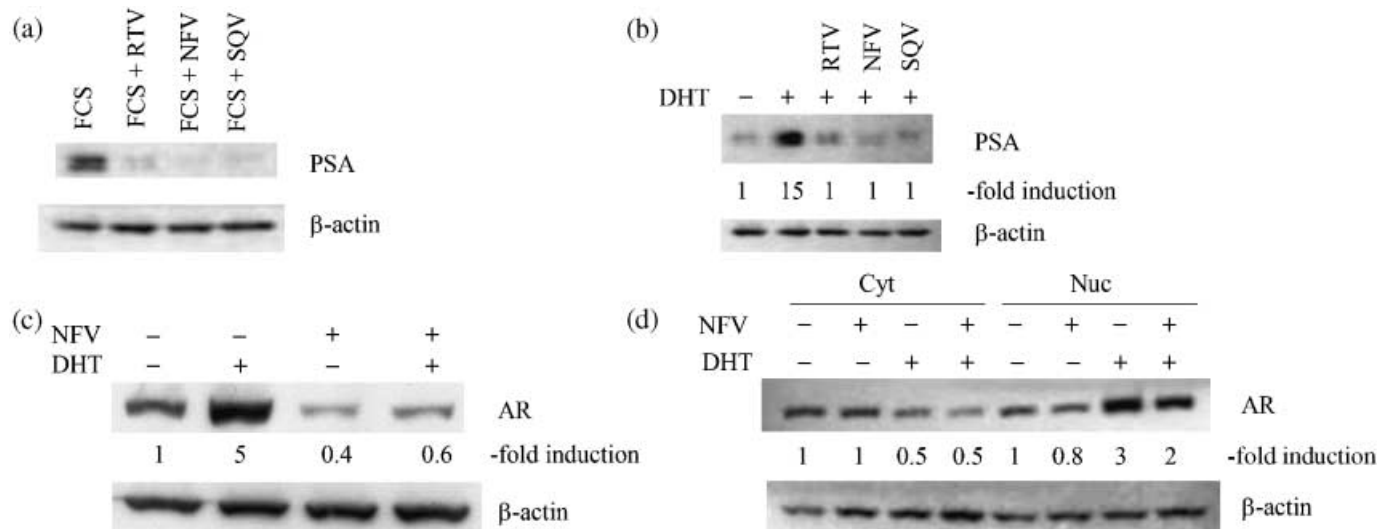 (a)
FCS
FCS + RTV
FCS + NFV
FCS + SQV
PSA
β-actin
(b)
RTV
NFV
SQV
DHT – + + + +
PSA
1 15 1 1 1 -fold induction
β-actin
(c)
NFV – – + +
DHT – + – +
AR
1 5 0.4 0.6 -fold induction
β-actin
(d)
Cyt Nuc
NFV – + – + – + – +
DHT – – + + – – + +
AR
1 1 0.5 0.5 1 0.8 3 2 -fold induction
β-actin